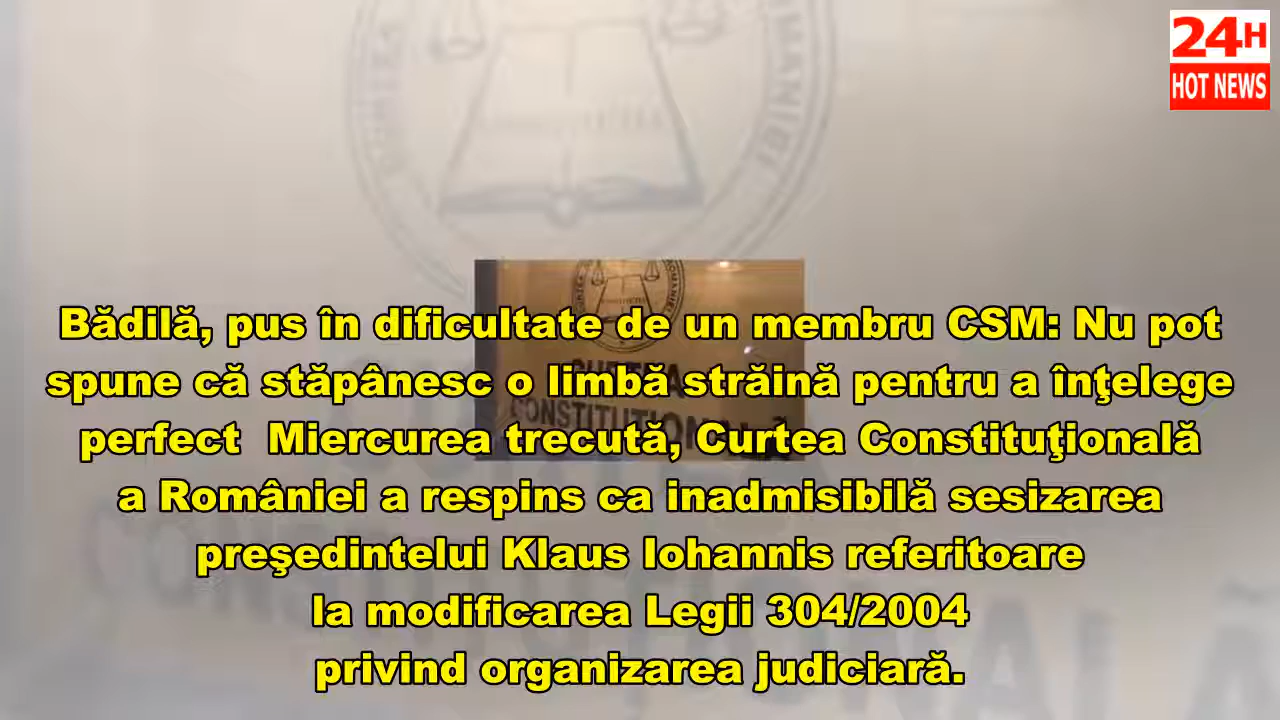 24H
HOT NEWS
Bădilă, pus în dificultate de un membru CSM: Nu pot
spune că stăpânesc o limbă străină pentru a înţelege
perfect  Miercurea trecută, Curtea Constituţională
a României a respins ca inadmisibilă sesizarea
preşedintelui Klaus Iohannis referitoare
la modificarea Legii 304/2004
privind organizarea judiciară.